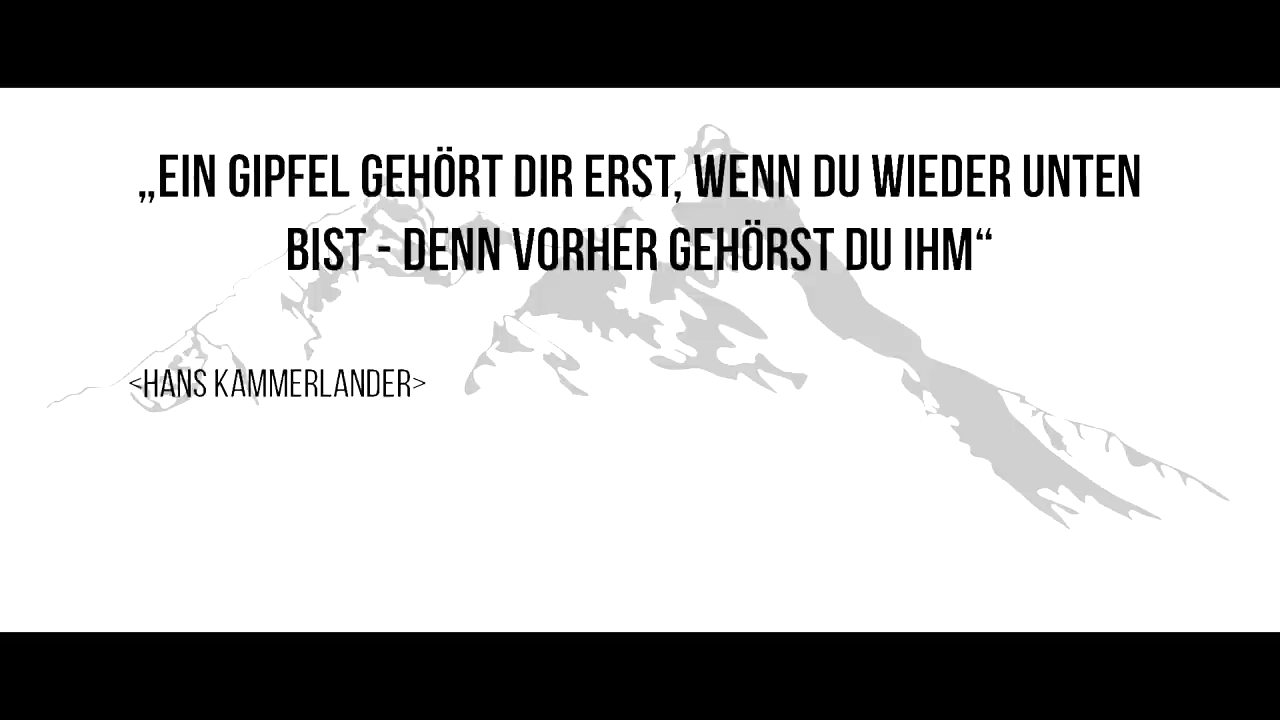 „EIN GIPFEL GEHÖRT DIR ERST, WENN DU WIEDER UNTEN
BIST - DENN VORHER GEHÖRST DU IHM“
<HANS KAMMERLANDER>